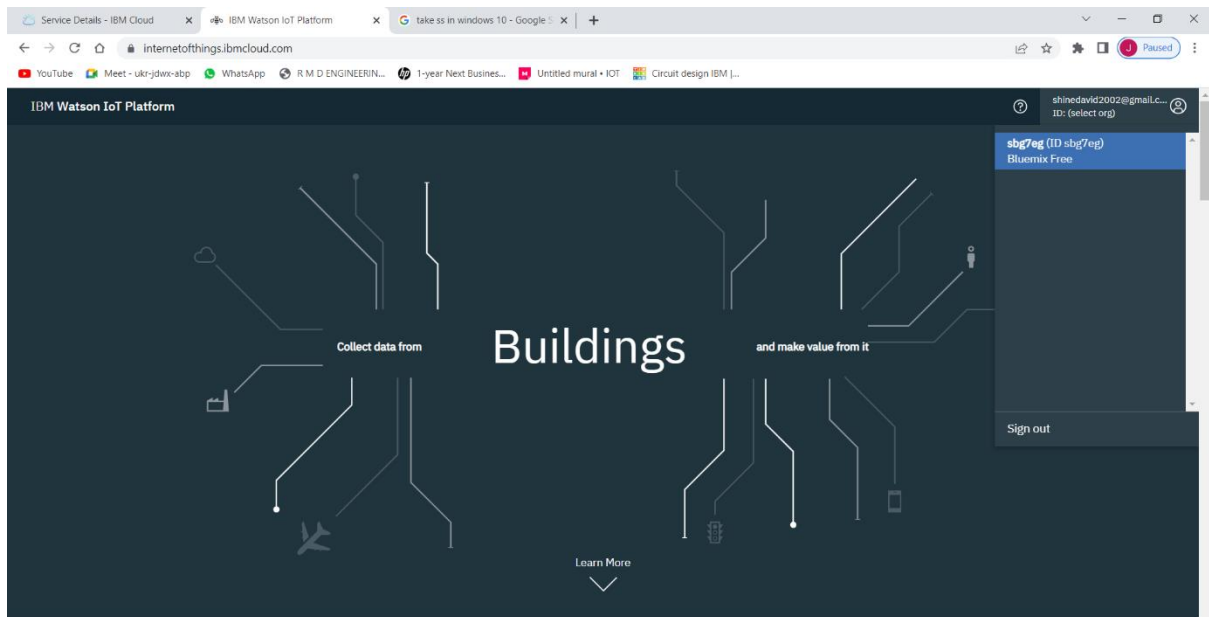 Service Details - IBM Cloud
IBM Watson IoT Platform
take ss in windows 10 - Google S
internetofthings.ibmcloud.com
J Paused
YouTube Meet - ukr-jdwx-abp WhatsApp R M D ENGINEERIN... 1-year Next Busines... Untitled mural • IOT Circuit design IBM |...
IBM Watson IoT Platform
shinedavid2002@gmail.c...
ID: (select org)
sbg7eg (ID sbg7eg)
Bluemix Free
Collect data from Buildings and make value from it
Sign out
Learn More